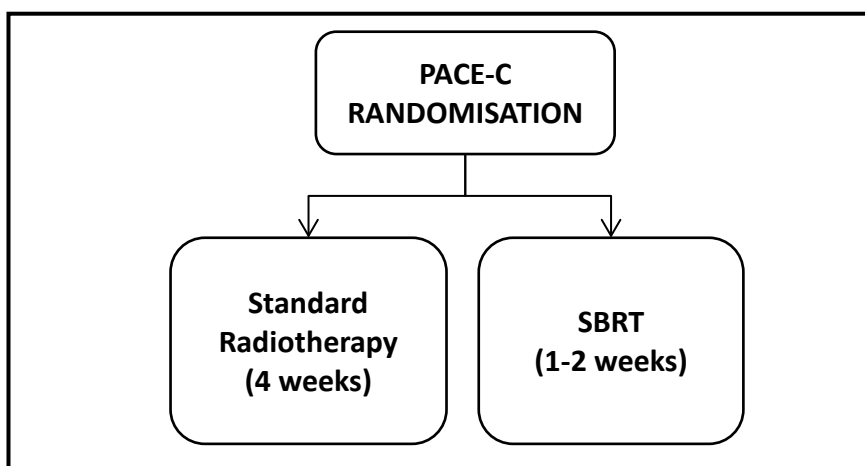 PACE-C
RANDOMISATION
Standard
Radiotherapy
(4 weeks)
SBRT
(1-2 weeks)